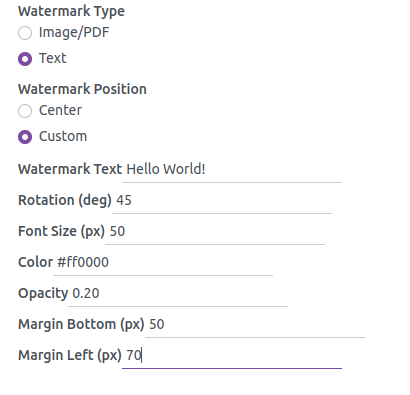 Watermark Type
Image/PDF
Text
Watermark Position
Center
Custom
Watermark Text Hello World!
Rotation (deg) 45
Font Size (px) 50
Color #ff0000
Opacity 0.20
Margin Bottom (px) 50
Margin Left (px) 70